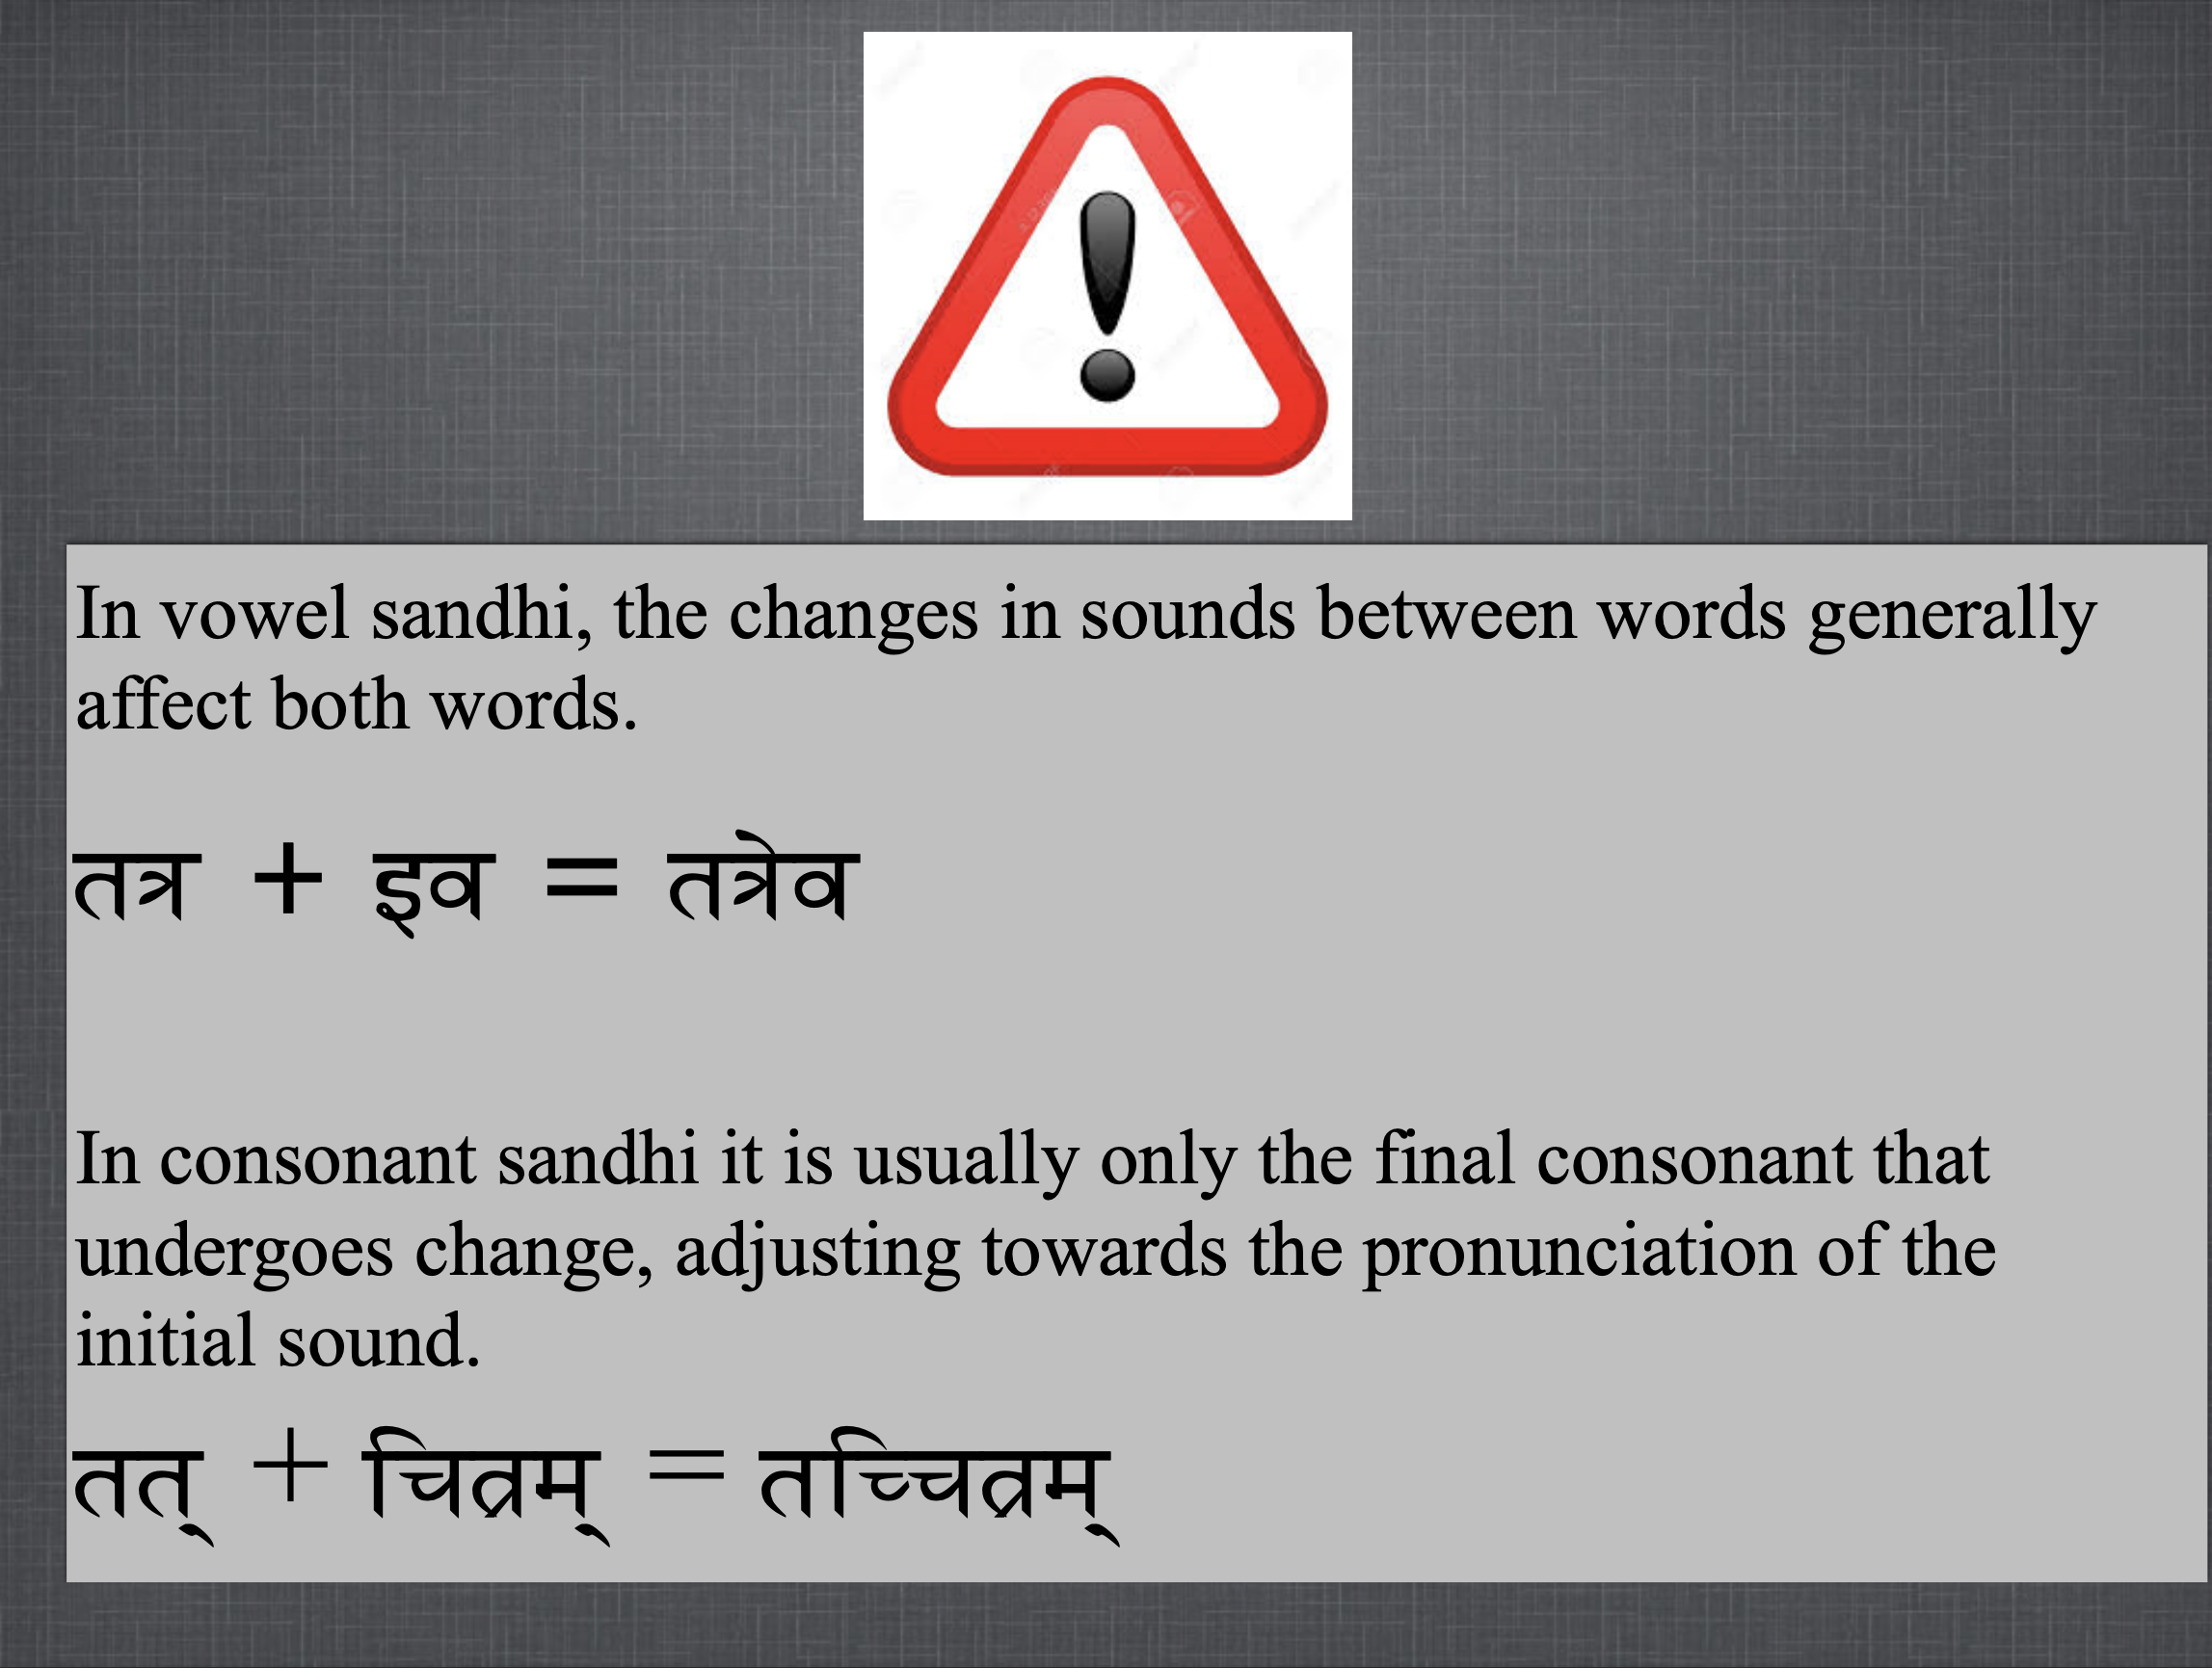 In vowel sandhi, the changes in sounds between words generally
affect both words.
तत्र + इव = तत्रेव
In consonant sandhi it is usually only the final consonant that
undergoes change, adjusting towards the pronunciation of the
initial sound.
तत् + चित्रम् = तच्चित्रम्